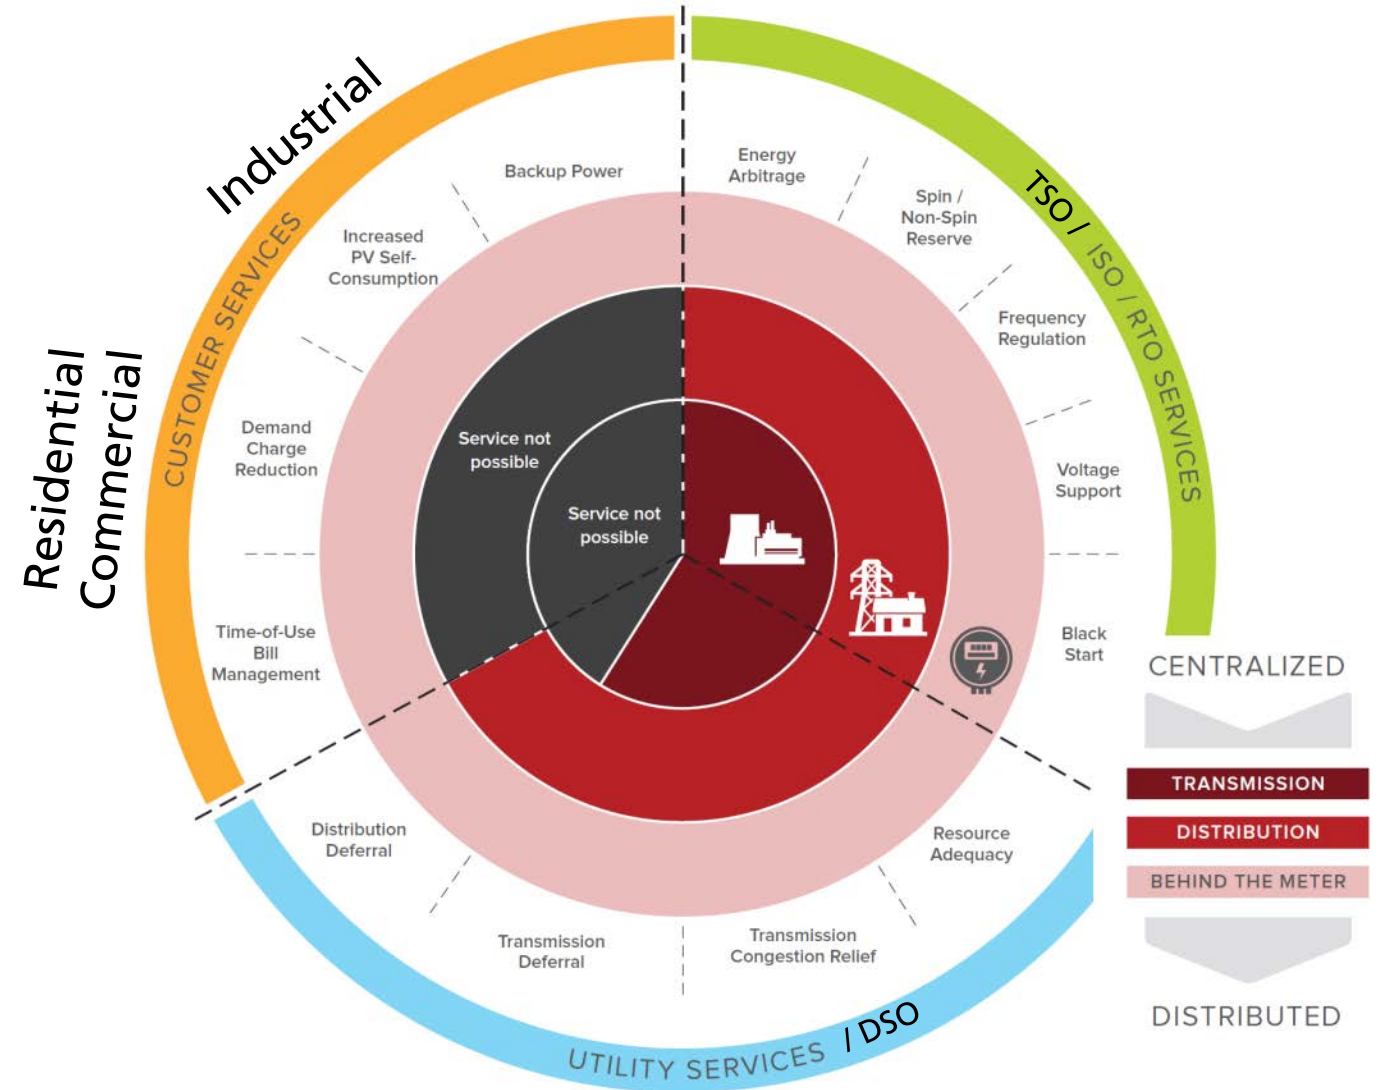 Industrial
Residential
Commercial
CUSTOMER SERVICES
TSO / ISO / RTO SERVICES
UTILITY SERVICES / DSO
Backup Power
Increased
PV Self-
Consumption
Demand
Charge
Reduction
Time-of-Use
Bill
Management
Energy
Arbitrage
Spin /
Non-Spin
Reserve
Frequency
Regulation
Voltage
Support
Black
Start
Resource
Adequacy
Transmission
Congestion Relief
Transmission
Deferral
Distribution
Deferral
Service not
possible
Service not
possible
CENTRALIZED
TRANSMISSION
DISTRIBUTION
BEHIND THE METER
DISTRIBUTED